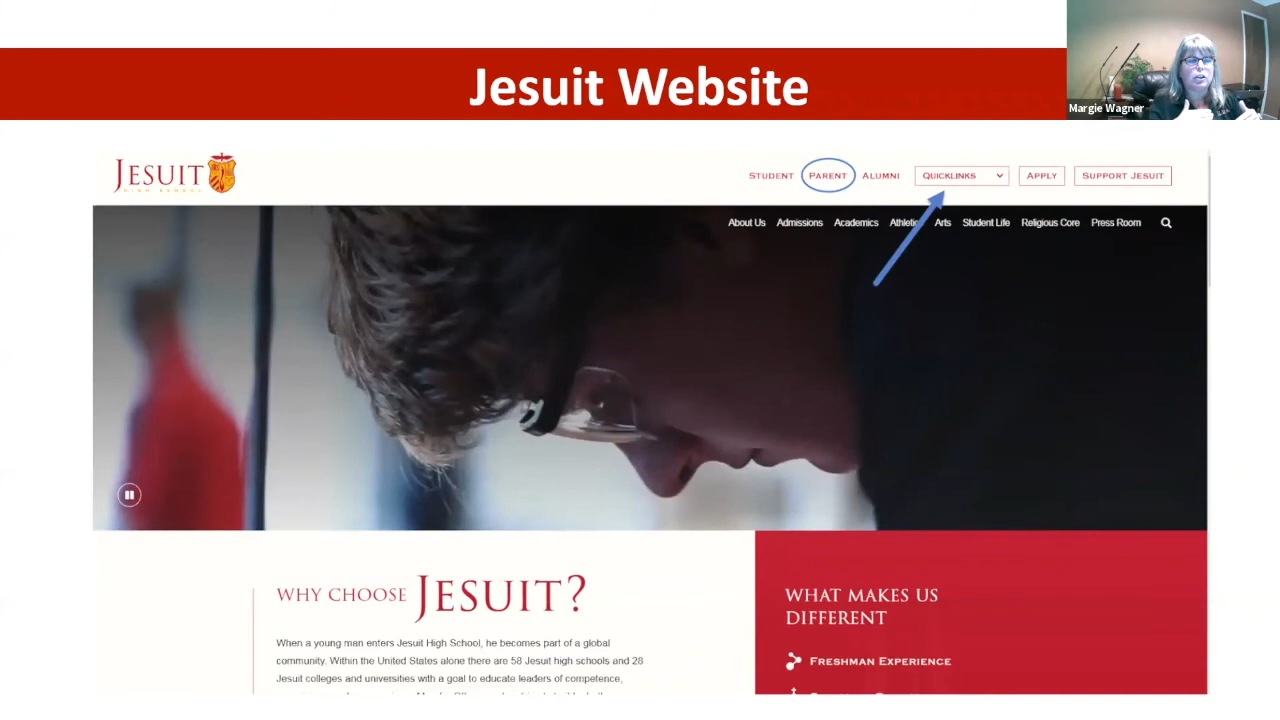 Jesuit Website
Margie Wagner
JESUIT
HIGH SCHOOL
STUDENT PARENT ALUMNI QUICKLINKS APPLY SUPPORT JESUIT
About Us Admissions Academics Arts Student Life Religious Core Press Room
WHY CHOOSE JESUIT?
When a young man enters Jesuit High School, he becomes part of a global
community. Within the United States alone there are 58 Jesuit high schools and 28
Jesuit colleges and universities with a goal to educate leaders of competence,
WHAT MAKES US
DIFFERENT
FRESHMAN EXPERIENCE